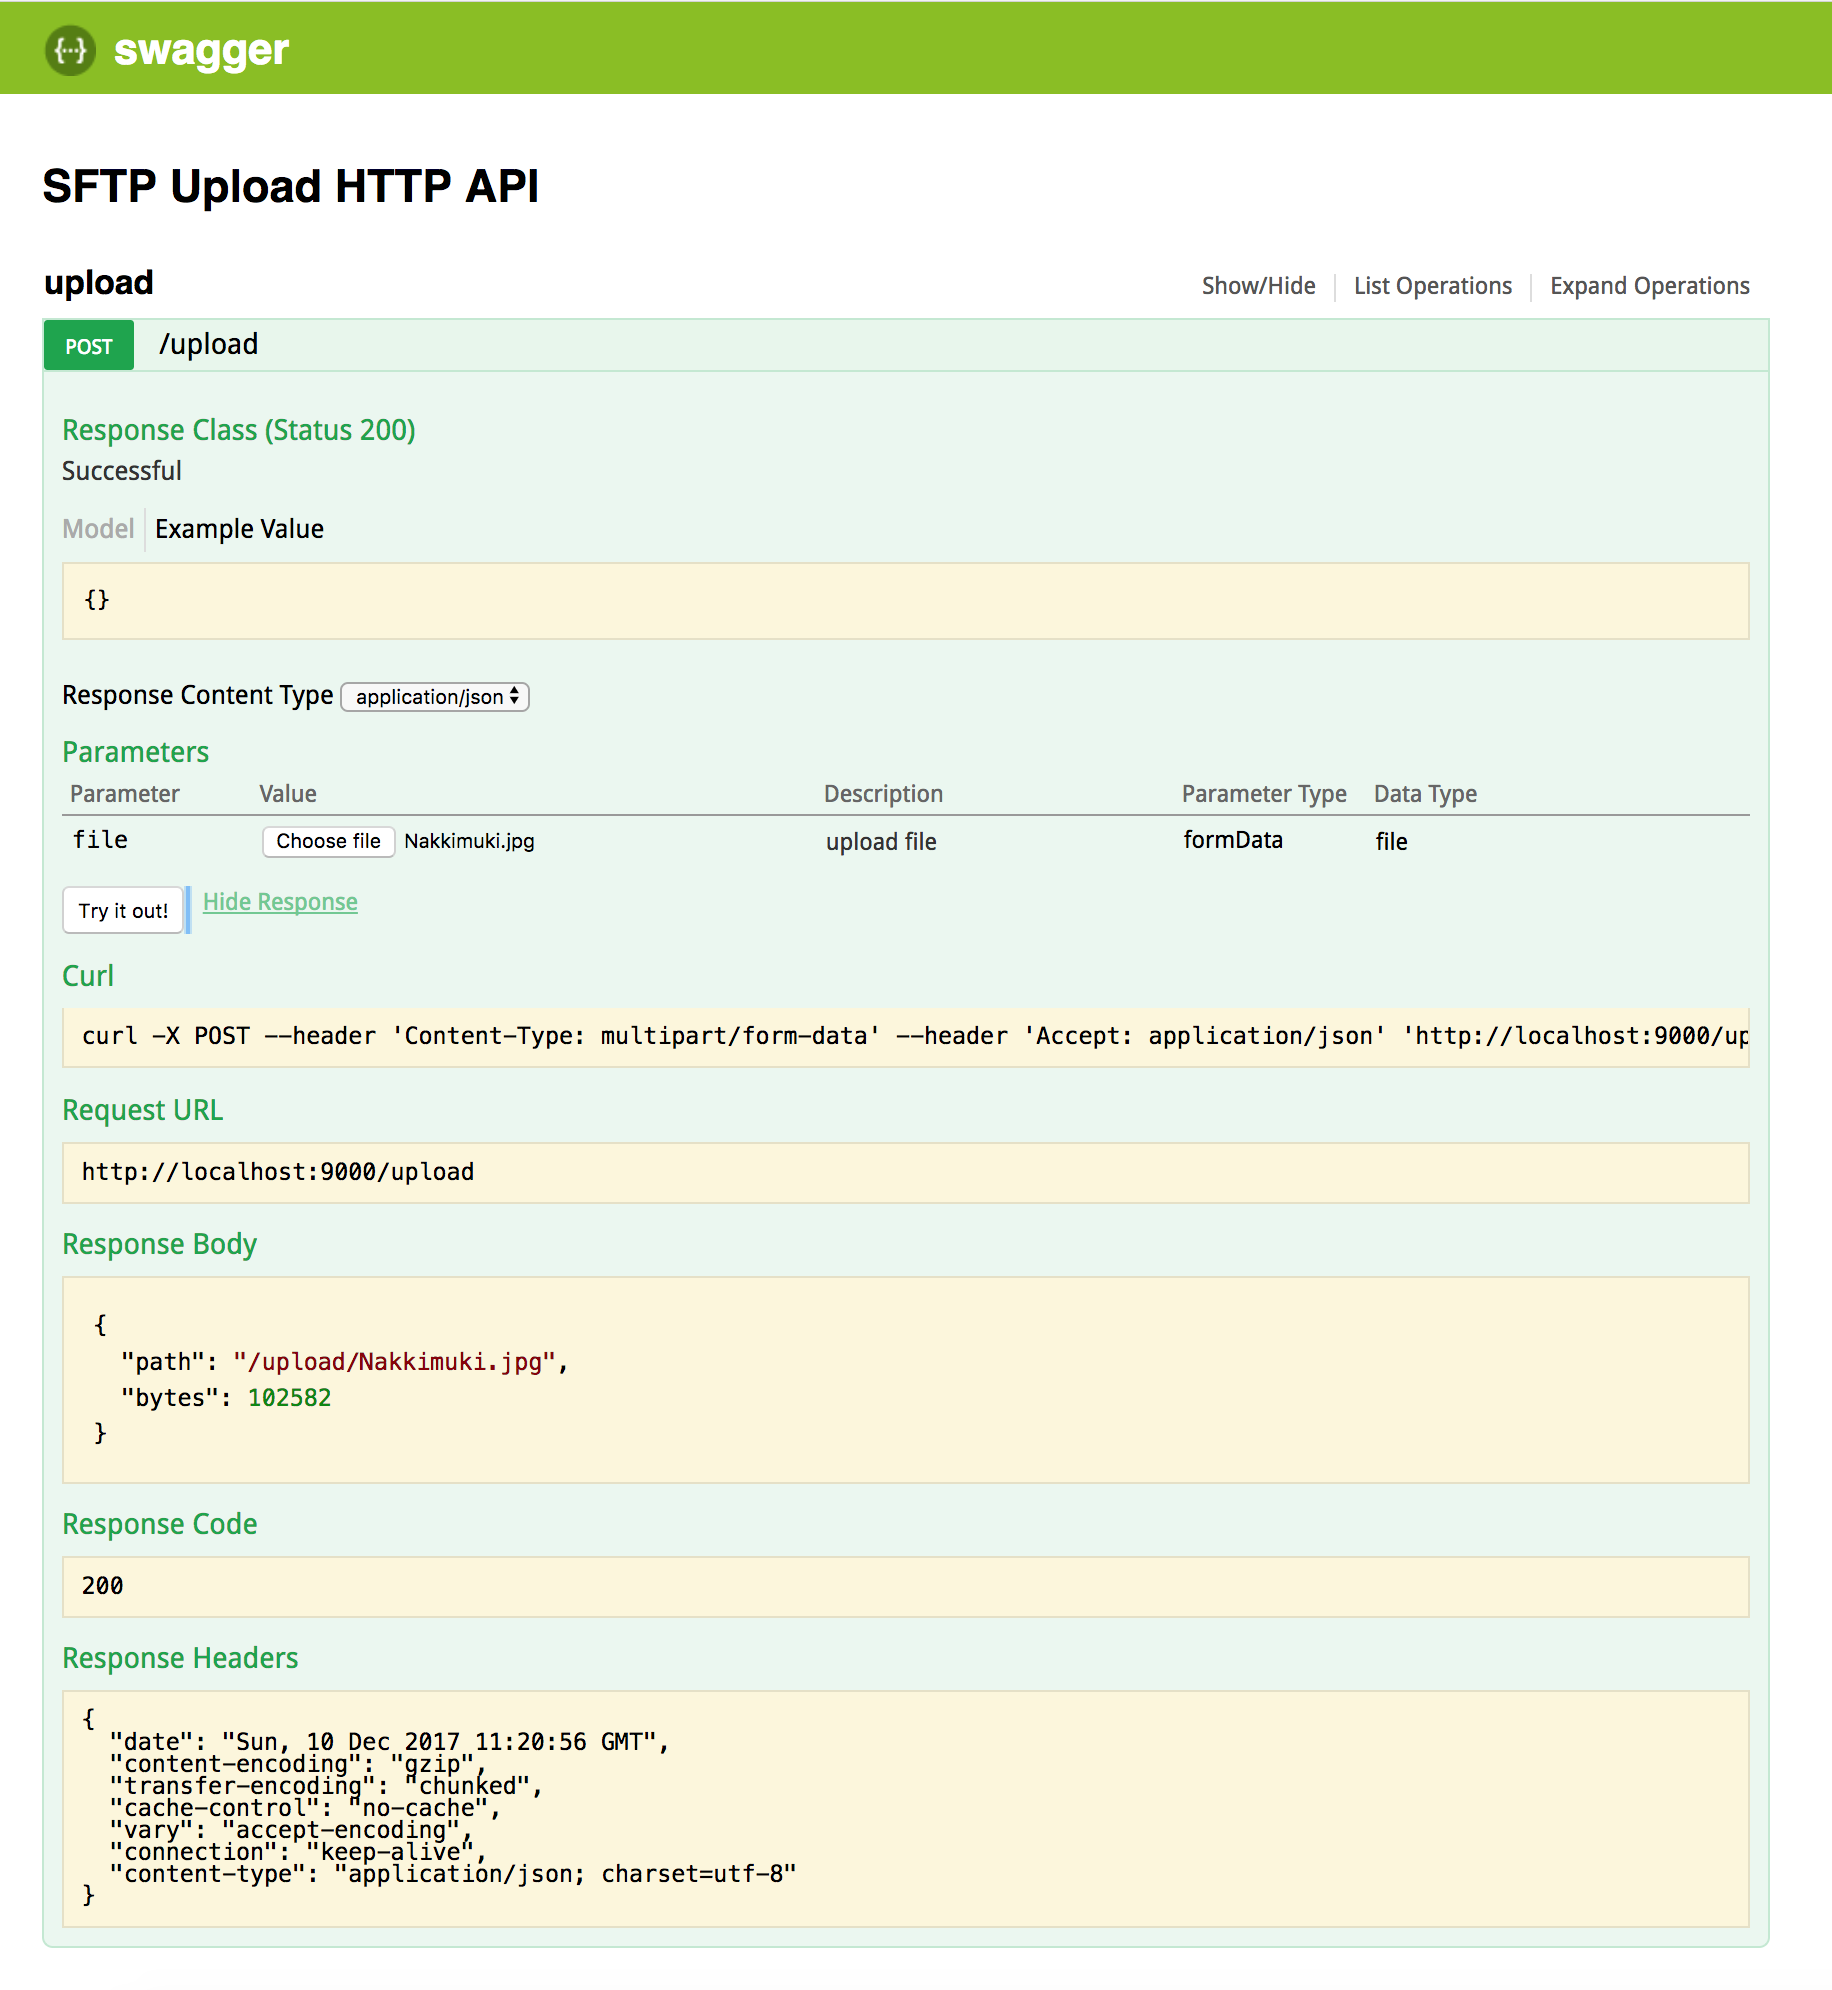 {···} swagger
SFTP Upload HTTP API
upload
Show/Hide List Operations Expand Operations
POST /upload
Response Class (Status 200)
Successful
Model Example Value
{}
Response Content Type application/json
Parameters
Parameter Value Description Parameter Type Data Type
file Choose file Nakkimuki.jpg upload file formData file
Try it out! Hide Response
Curl
curl -X POST --header 'Content-Type: multipart/form-data' --header 'Accept: application/json' 'http://localhost:9000/up
Request URL
http://localhost:9000/upload
Response Body
{
"path": "/upload/Nakkimuki.jpg",
"bytes": 102582
}
Response Code
200
Response Headers
{
"date": "Sun, 10 Dec 2017 11:20:56 GMT",
"content-encoding": "gzip",
"transfer-encoding": "chunked",
"cache-control": "no-cache",
"vary": "accept-encoding",
"connection": "keep-alive",
"content-type": "application/json; charset=utf-8"
}